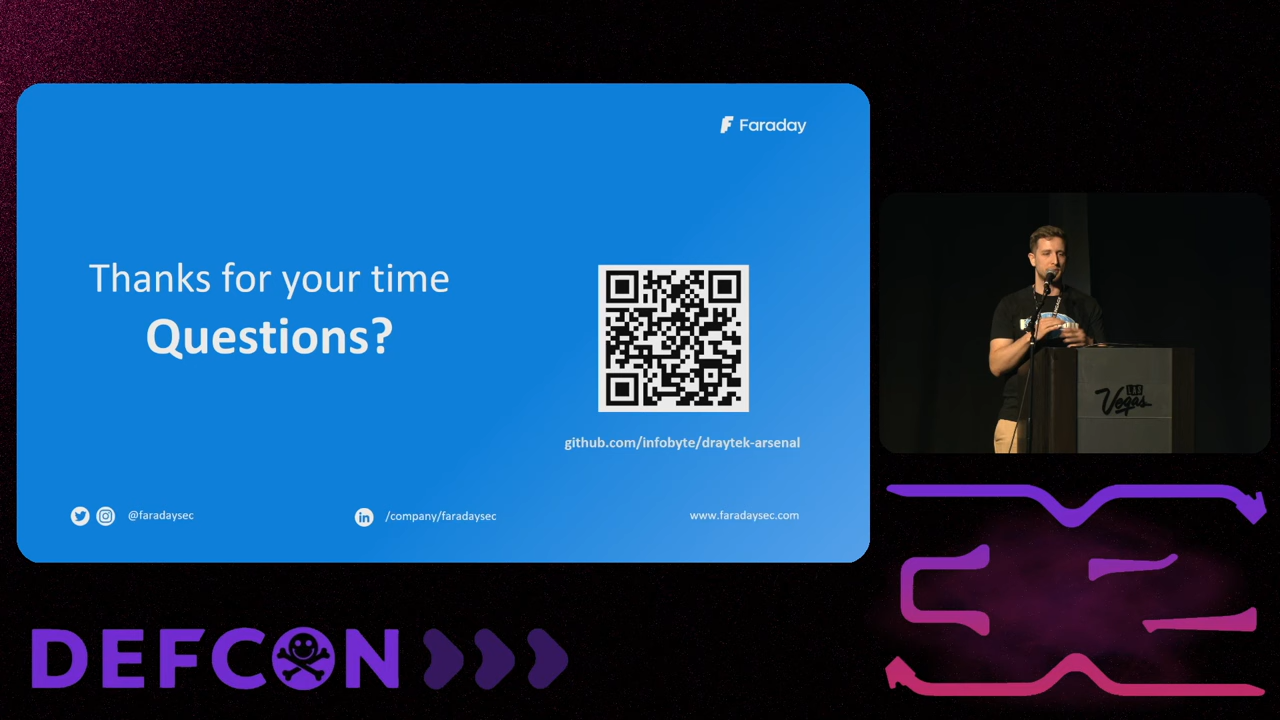 Faraday
Thanks for your time
Questions?
github.com/infobyte/draytek-arsenal
@faradaysec
/company/faradaysec
www.faradaysec.com
LAS
Vegas
DEFCON